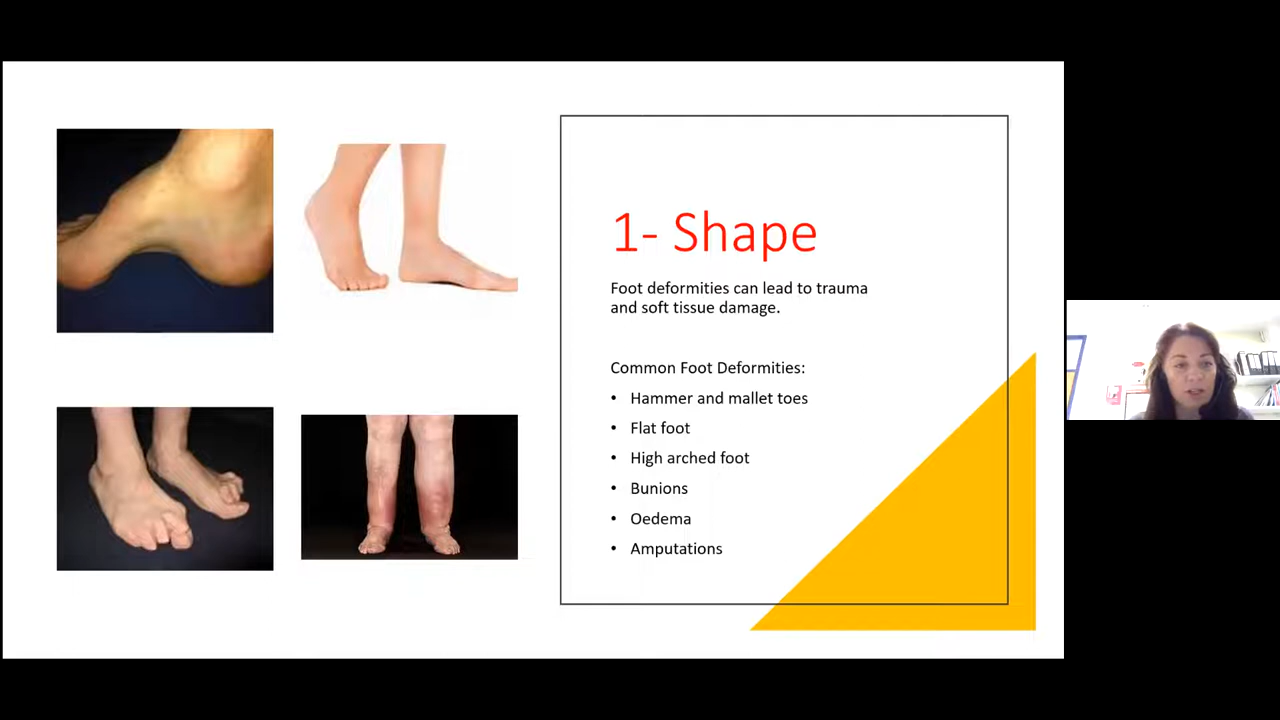 1- Shape
Foot deformities can lead to trauma
and soft tissue damage.
Common Foot Deformities:
• Hammer and mallet toes
• Flat foot
• High arched foot
• Bunions
• Oedema
• Amputations